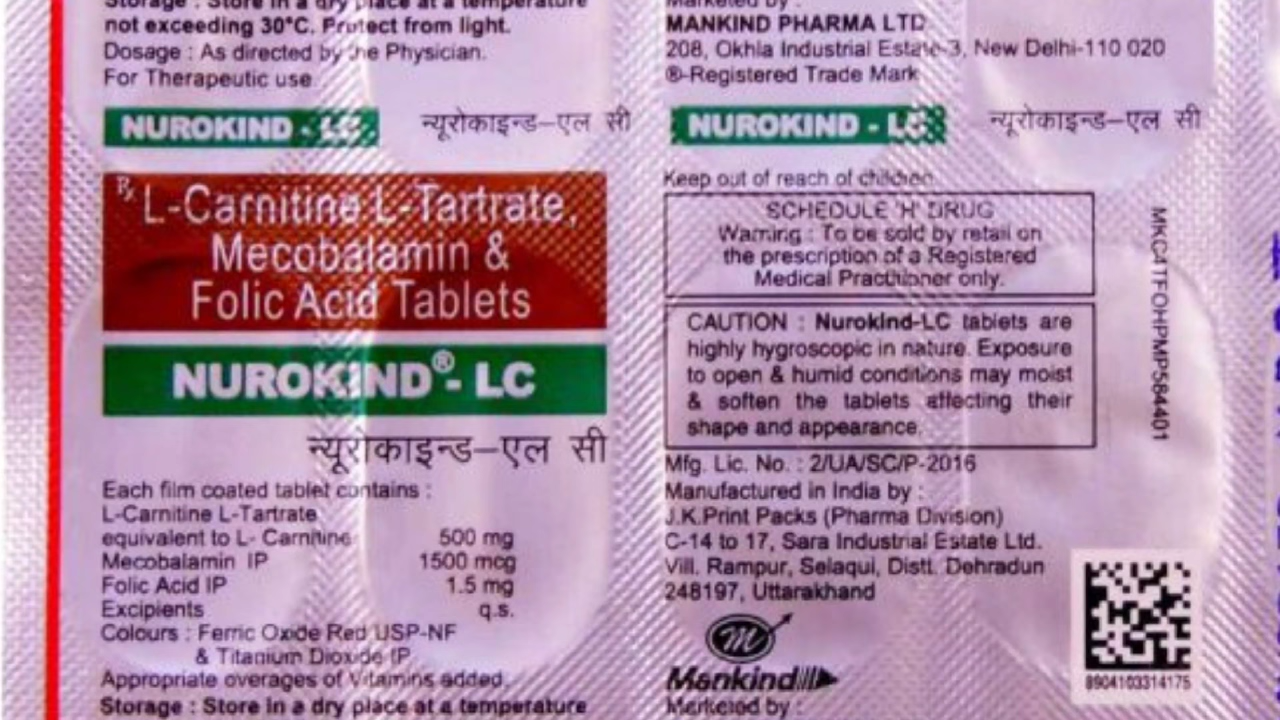 Storage : Store in a dry place at a temperature
not exceeding 30°C. Protect from light.
Dosage : As directed by the Physician.
For Therapeutic use
NUROKIND - LC न्यूरोकाइन्ड–एल सी
Rx L-Carnitine L-Tartrate,
Mecobalamin &
Folic Acid Tablets
NUROKIND®- LC
न्यूरोकाइन्ड–एल सी
Each film coated tablet contains :
L-Carnitine L-Tartrate
equivalent to L- Carnitine 500 mg
Mecobalamin IP 1500 mcg
Folic Acid IP 1.5 mg
Excipients q.s.
Colours : Ferric Oxide Red USP-NF
& Titanium Dioxide IP
Appropriate overages of Vitamins added.
Storage : Store in a dry place at a temperature
Marketed by :
MANKIND PHARMA LTD
208, Okhla Industrial Estate-3, New Delhi-110 020
®-Registered Trade Mark
NUROKIND - LC न्यूरोकाइन्ड–एल सी
Keep out of reach of children
SCHEDULE 'H' DRUG
Warning : To be sold by retail on
the prescription of a Registered
Medical Practitioner only.
CAUTION : Nurokind-LC tablets are
highly hygroscopic in nature. Exposure
to open & humid conditions may moist
& soften the tablets affecting their
shape and appearance.
Mfg. Lic. No. : 2/UA/SC/P-2016
Manufactured in India by :
J.K.Print Packs (Pharma Division)
C-14 to 17, Sara Industrial Estate Ltd.
Vill. Rampur, Selaqui, Distt. Dehradun
248197, Uttarakhand
Mankind
Marketed by :
MKC4TFOHPMP584401
8904103314175